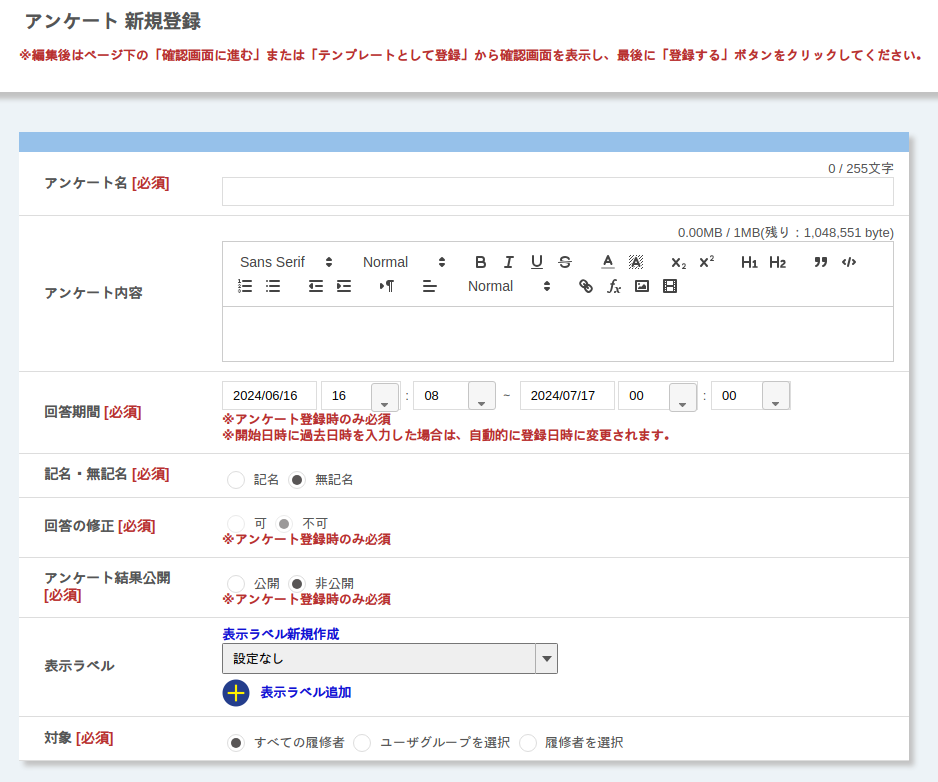 アンケート 新規登録
※編集後はページ下の「確認画面に進む」または「テンプレートとして登録」から確認画面を表示し、最後に「登録する」ボタンをクリックしてください。
0 / 255文字
アンケート名 [必須]
0.00MB / 1MB(残り：1,048,551 byte)
Sans Serif Normal B I U S A A X₂ X² H1 H2 ” </>
Normal fx
アンケート内容
2024/06/16 16 : 08 ~ 2024/07/17 00 : 00
回答期間 [必須]
※アンケート登録時のみ必須
※開始日時に過去日時を入力した場合は、自動的に登録日時に変更されます。
記名・無記名 [必須]
記名 無記名
回答の修正 [必須]
可 不可
※アンケート登録時のみ必須
アンケート結果公開
[必須]
公開 非公開
※アンケート登録時のみ必須
表示ラベル新規作成
表示ラベル
設定なし
表示ラベル追加
対象 [必須]
すべての履修者 ユーザグループを選択 履修者を選択